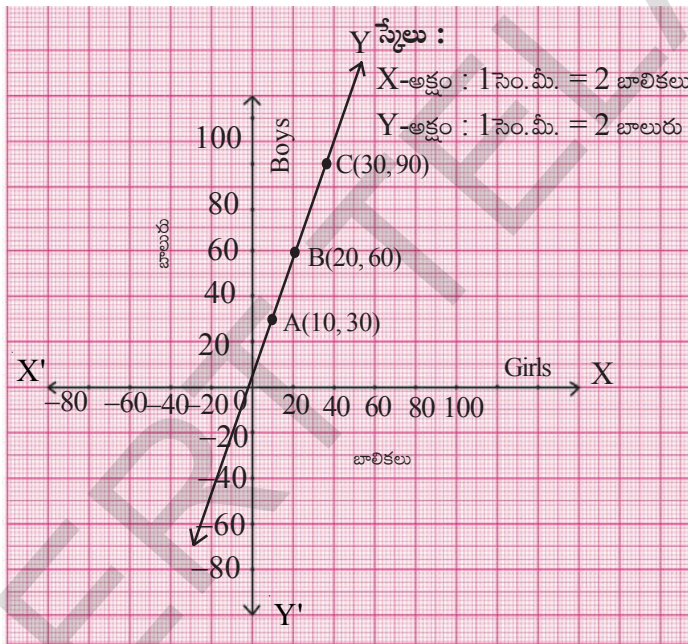 Y స్కేలు :
X-అక్షం : 1సెం.మీ. = 2 బాలికలు
Y-అక్షం : 1సెం.మీ. = 2 బాలురు
100
Boys
C(30, 90)
80
బాలురు
60
B(20, 60)
40
A(10, 30)
20
X'
Girls
X
–80 –60 –40 –20 0 20 40 60 80 100
–20
బాలికలు
–40
–60
–80
Y'